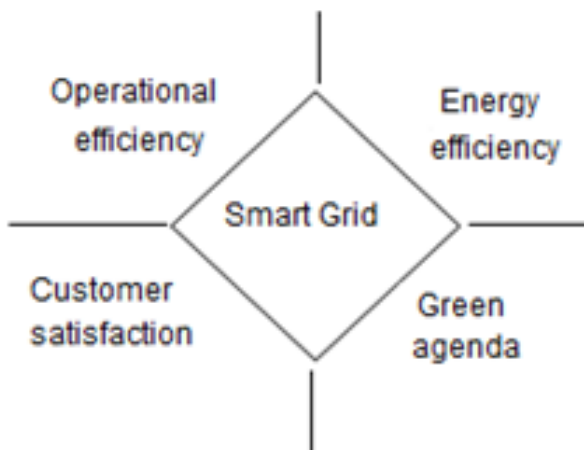 Operational
efficiency
Energy
efficiency
Smart Grid
Customer
satisfaction
Green
agenda